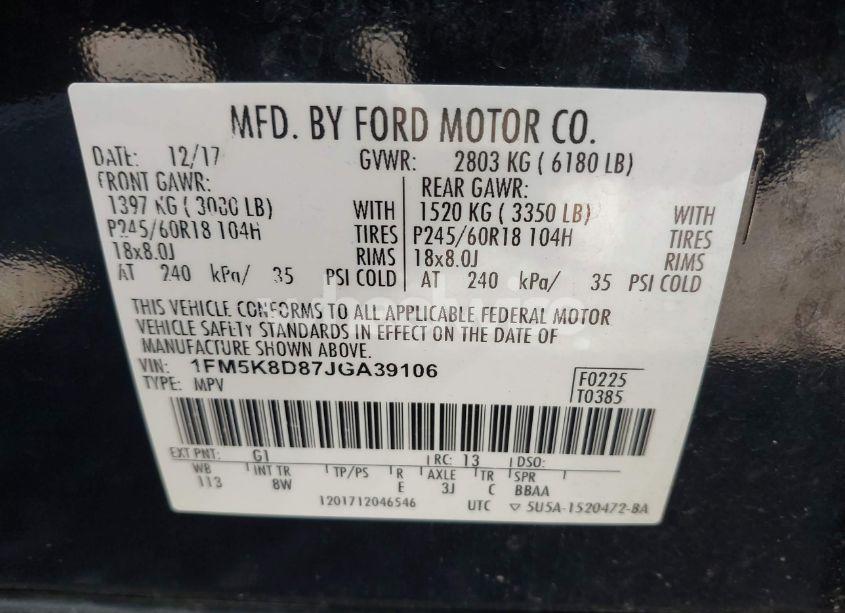 MFD. BY FORD MOTOR CO.
DATE: 12/17 GVWR: 2803 KG ( 6180 LB)
FRONT GAWR: REAR GAWR:
1397 KG ( 3080 LB) WITH 1520 KG ( 3350 LB) WITH
P245/60R18 104H TIRES P245/60R18 104H TIRES
18x8.0J RIMS 18x8.0J RIMS
AT 240 kPa/ 35 PSI COLD AT 240 kPa/ 35 PSI COLD
THIS VEHICLE CONFORMS TO ALL APPLICABLE FEDERAL MOTOR
VEHICLE SAFETY STANDARDS IN EFFECT ON THE DATE OF
MANUFACTURE SHOWN ABOVE.
VIN: 1FM5K8D87JGA39106
TYPE: MPV
F0225
T0385
EXT PNT: G1 RC: 13 DSO:
WB INT TR TP/PS R AXLE TR SPR
113 8W E 3J C BBAA
1201712046546 UTC ▽ 5U5A-1520472-BA